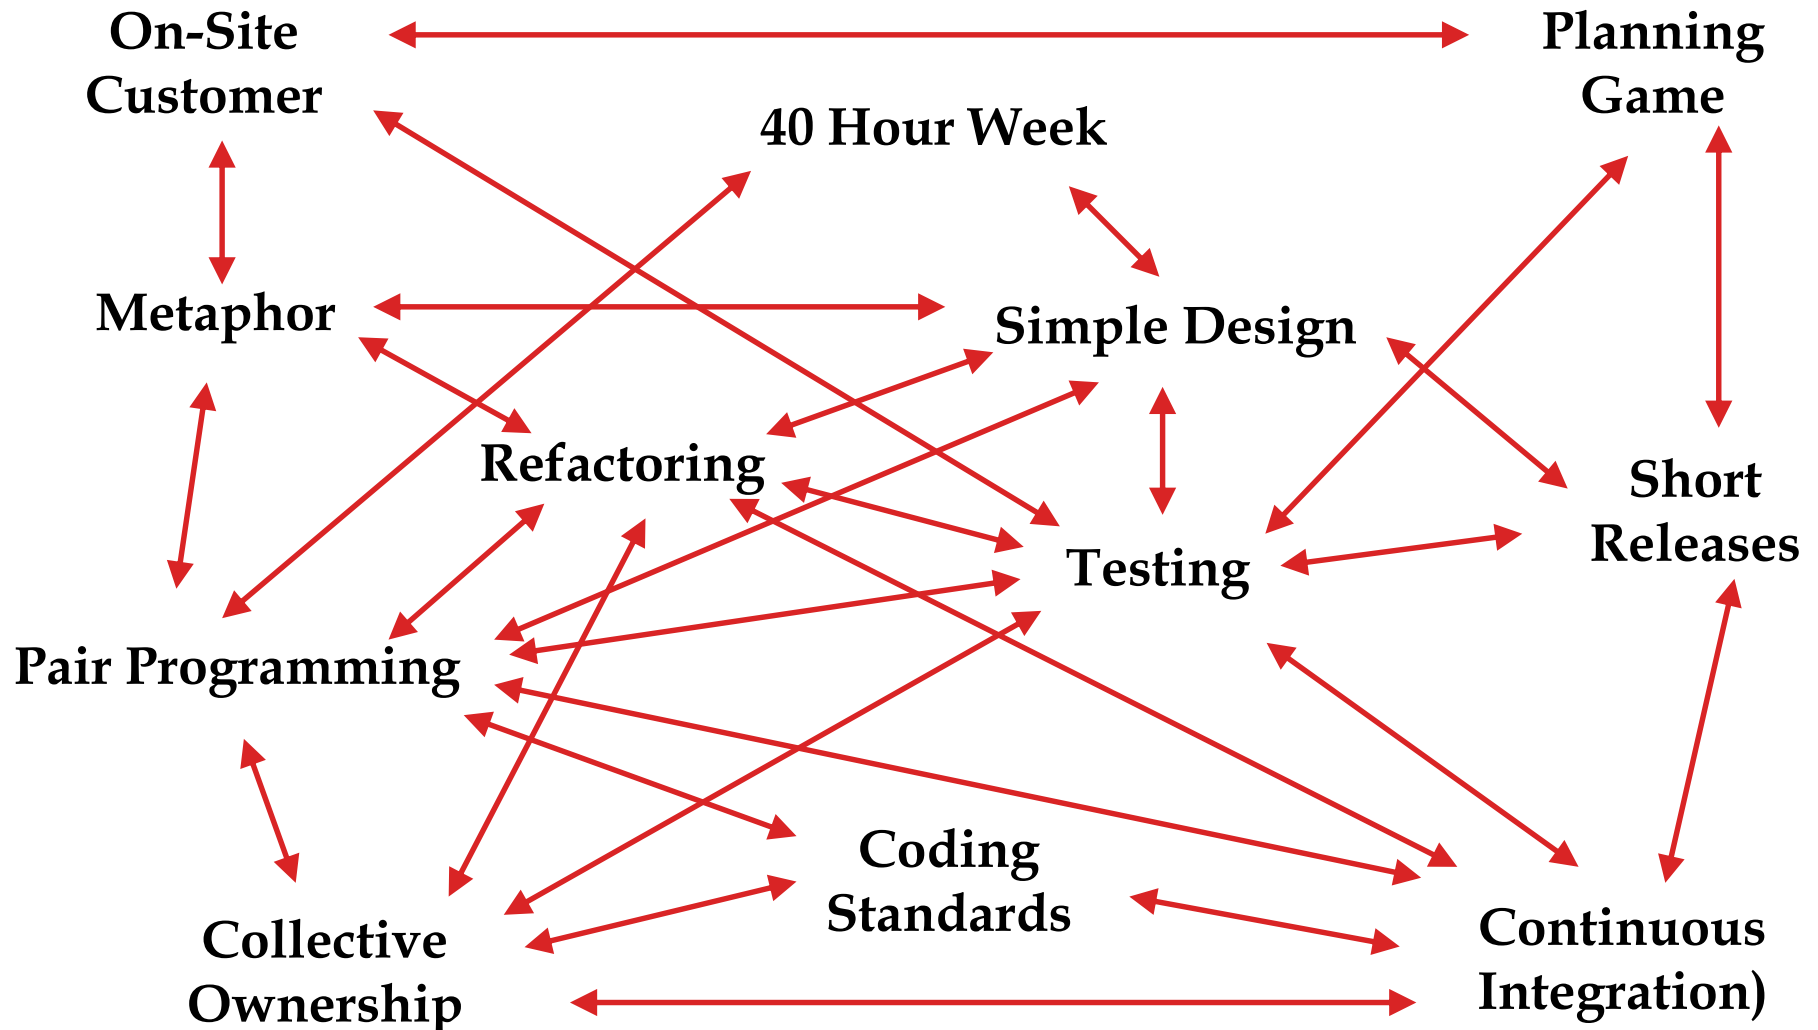 On-Site
Customer
Planning
Game
40 Hour Week
Metaphor
Simple Design
Refactoring
Short
Releases
Testing
Pair Programming
Coding
Standards
Collective
Ownership
Continuous
Integration)